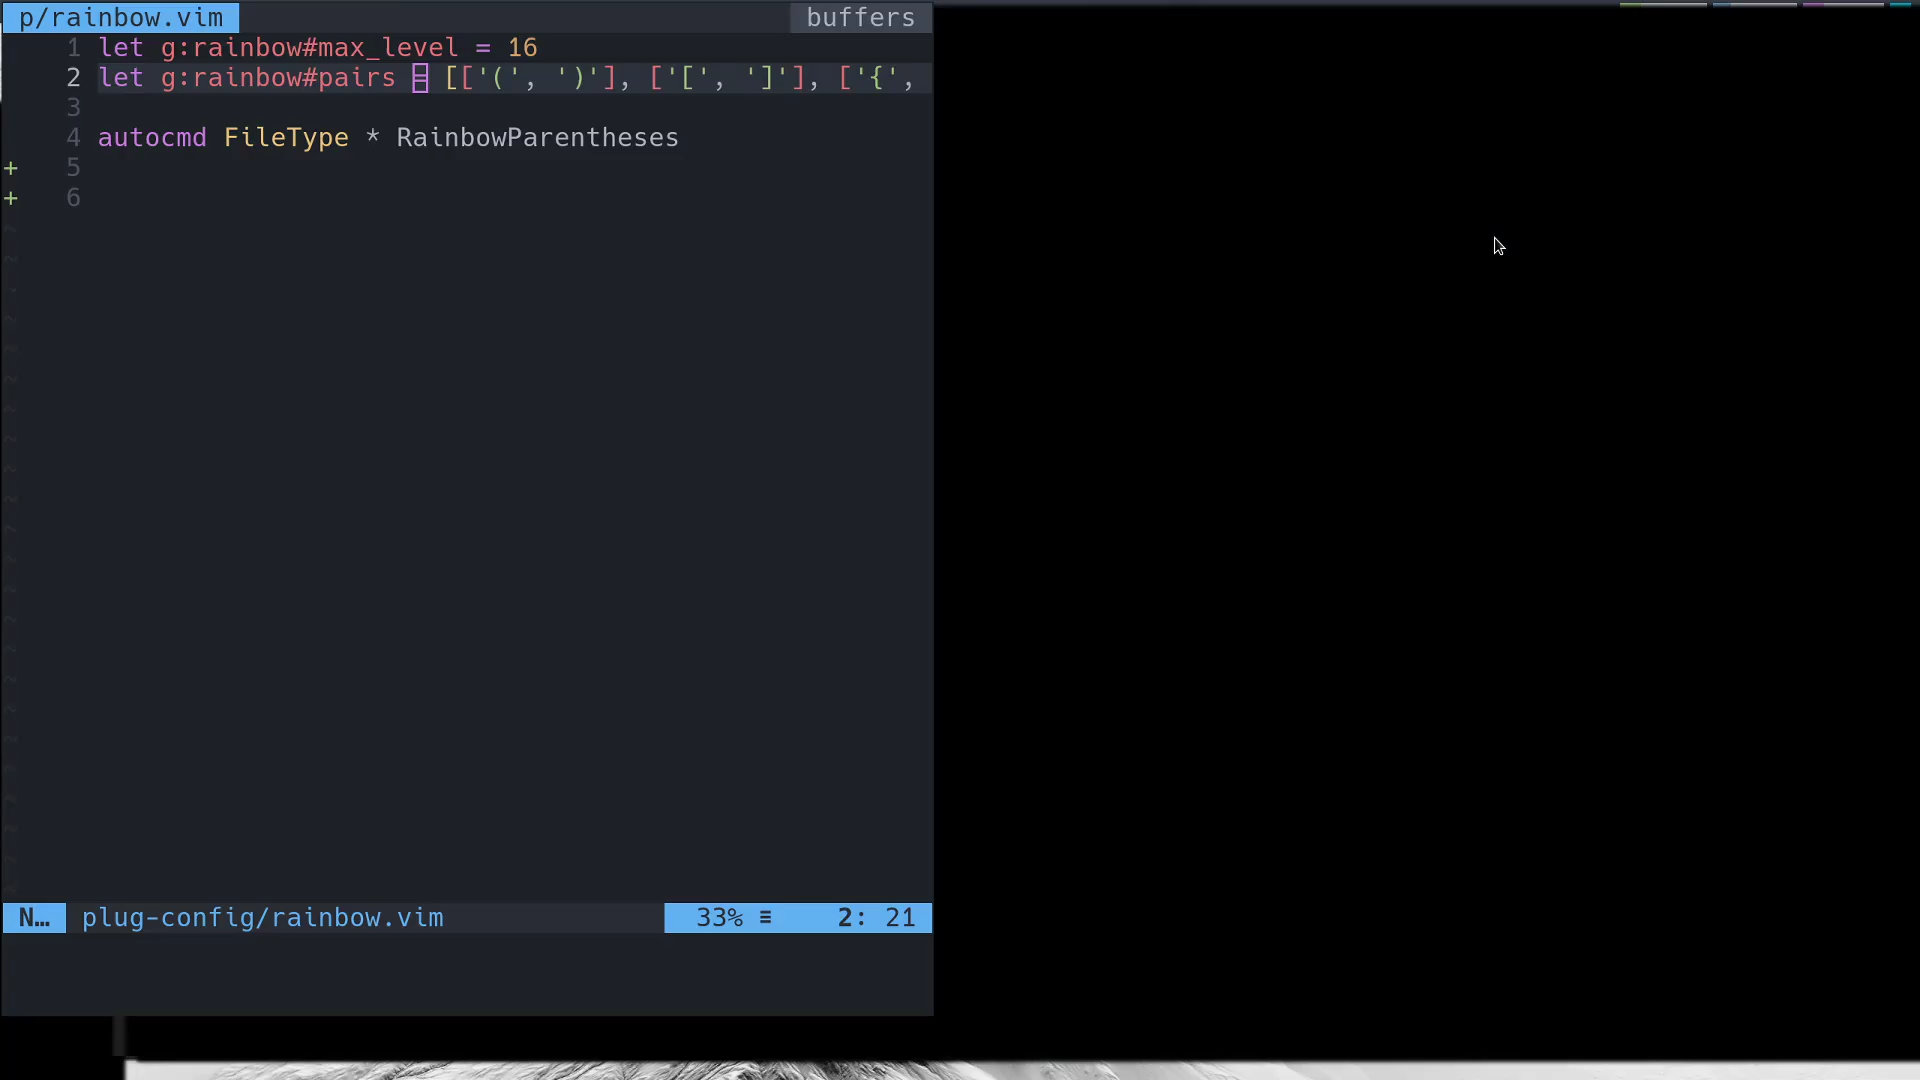 p/rainbow.vim buffers
1 let g:rainbow#max_level = 16
2 let g:rainbow#pairs = [['(', ')'], ['[', ']'], ['{',
3
4 autocmd FileType * RainbowParentheses
+ 5
+ 6
N… plug-config/rainbow.vim 33% ≡ 2: 21